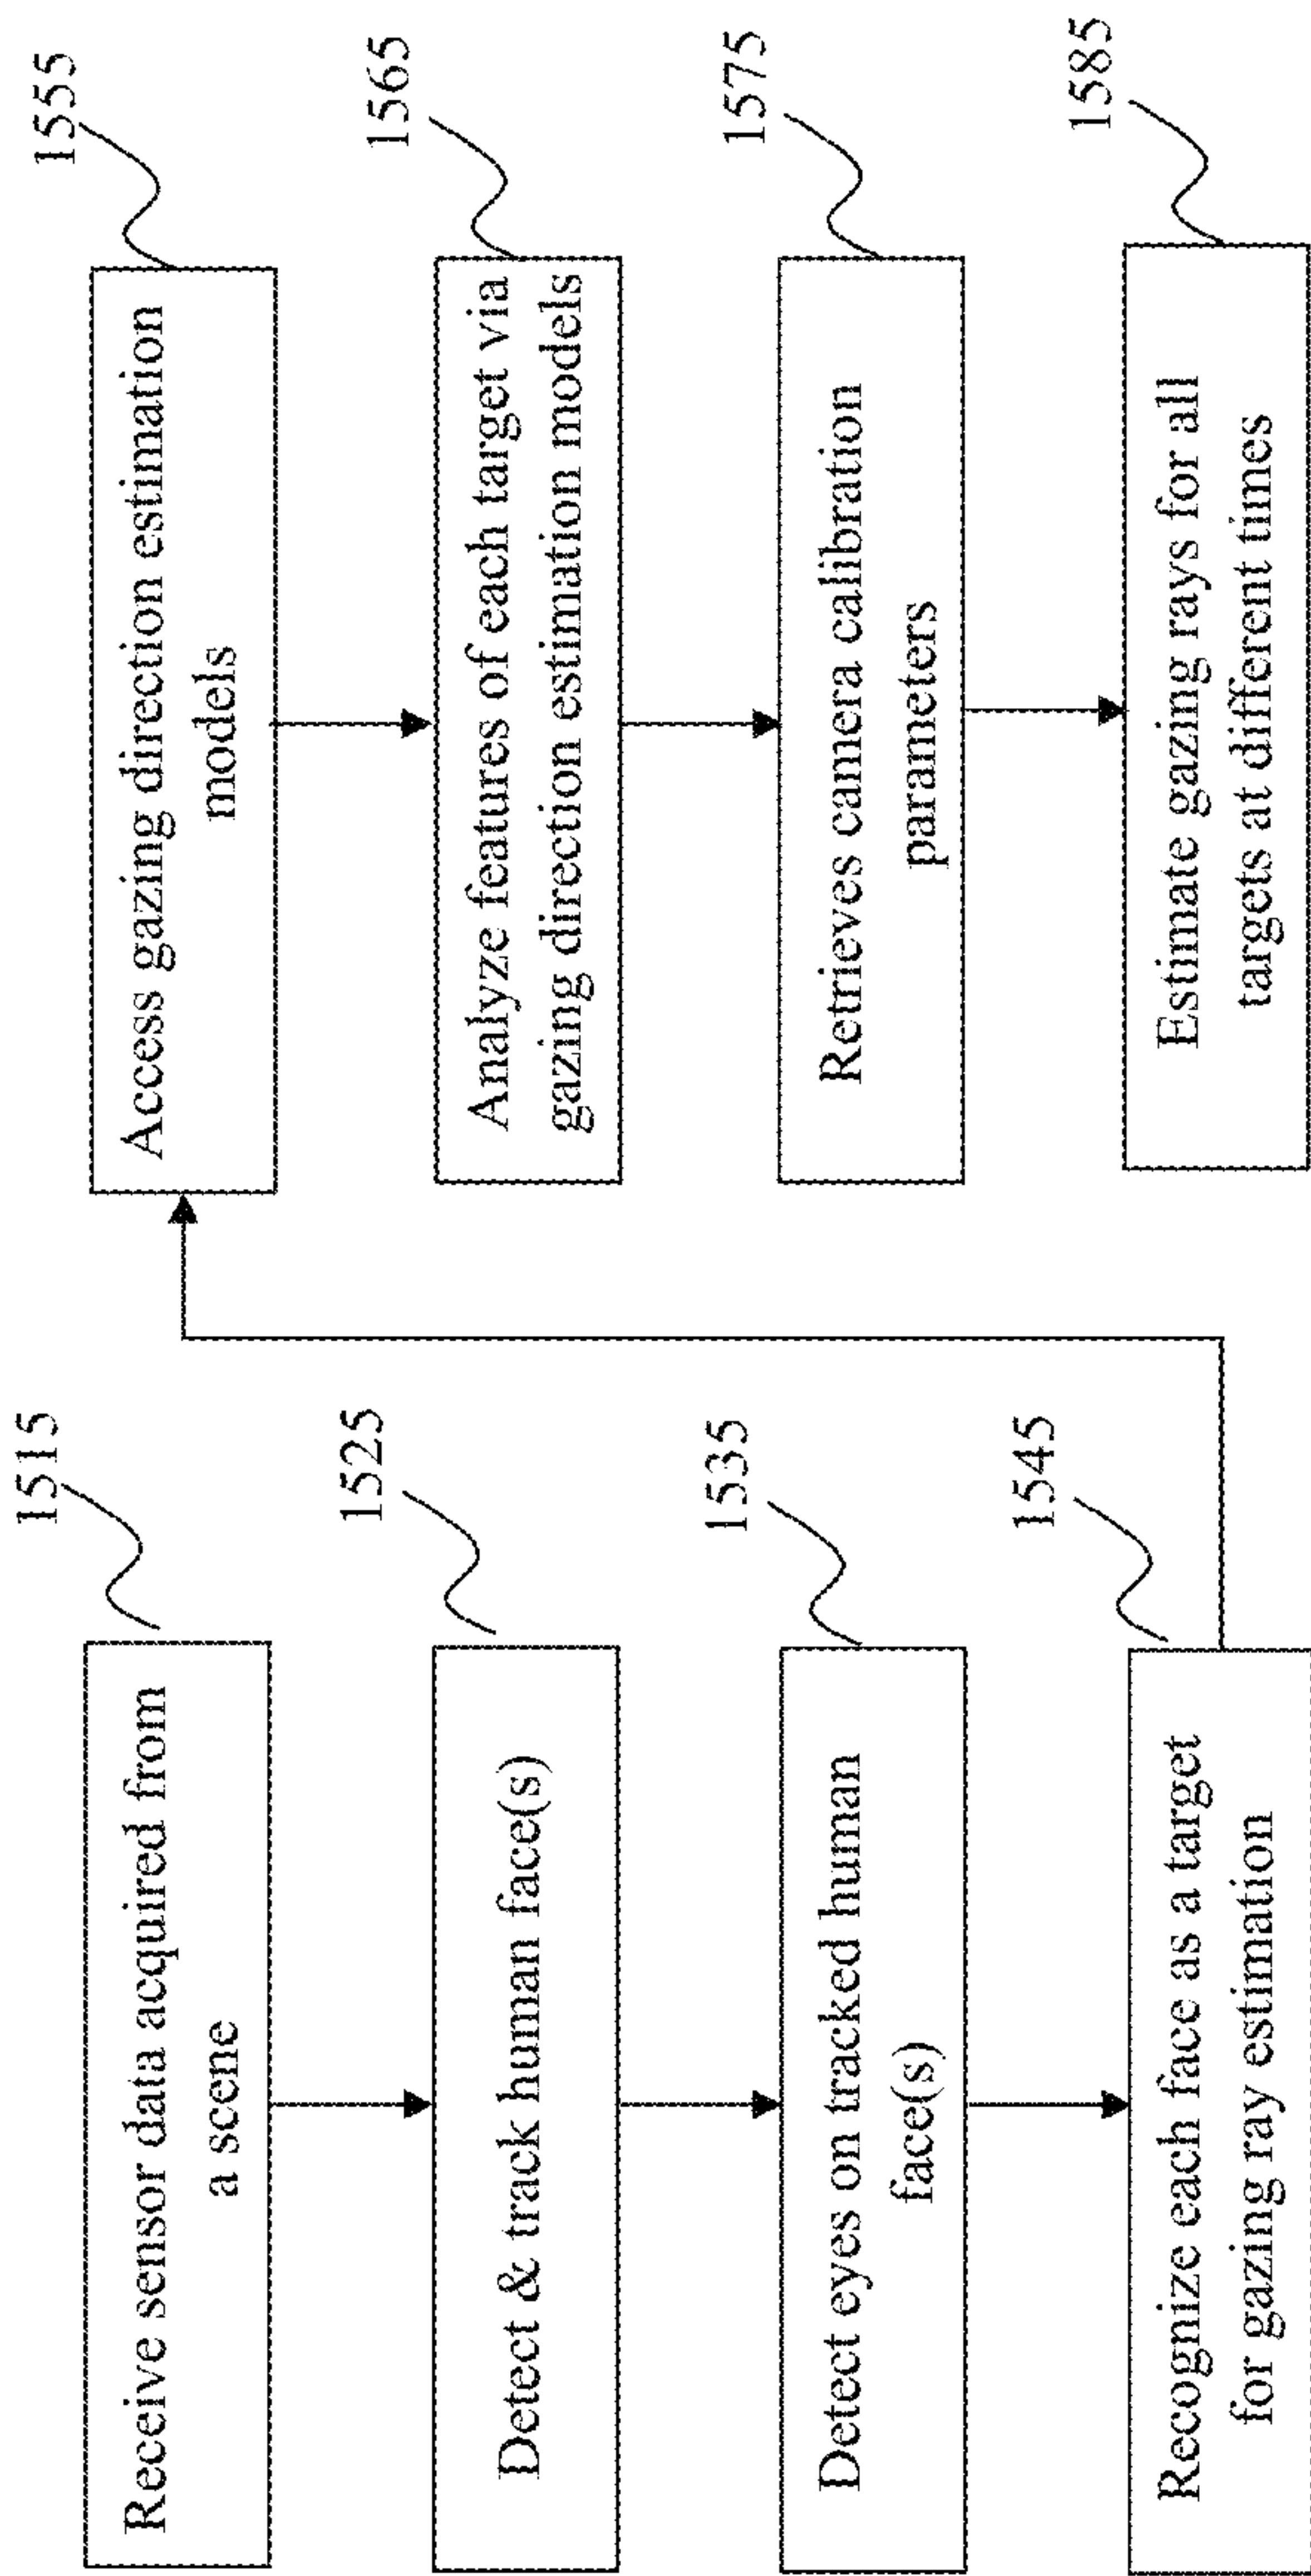 1515
Receive sensor data acquired from
a scene
1525
Detect & track human face(s)
1535
Detect eyes on tracked human
face(s)
1545
Recognize each face as a target
for gazing ray estimation
1555
Access gazing direction estimation
models
1565
Analyze features of each target via
gazing direction estimation models
1575
Retrieves camera calibration
parameters
1585
Estimate gazing rays for all
targets at different times